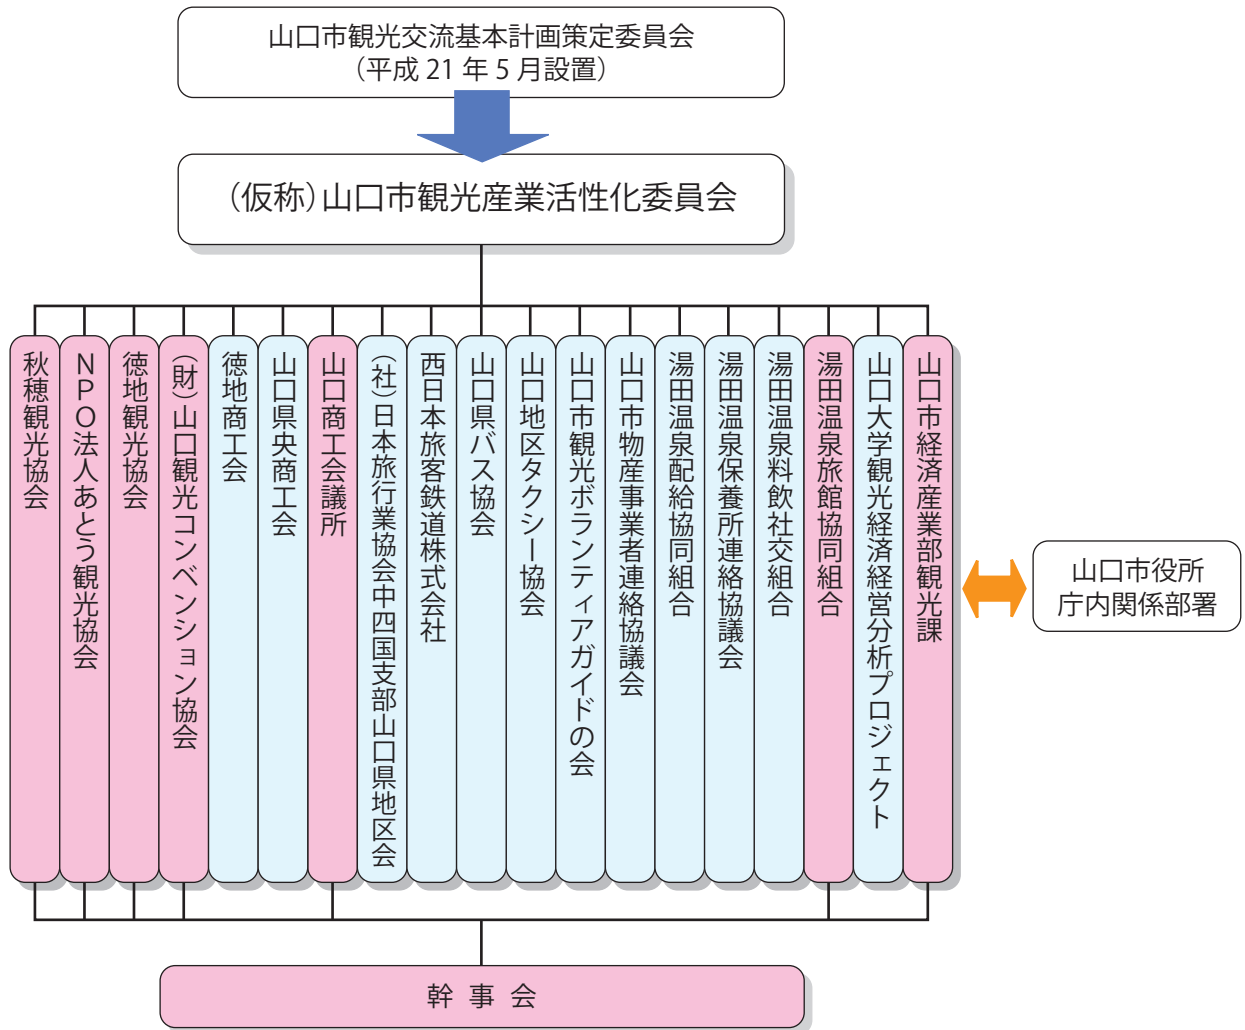 山口市観光交流基本計画策定委員会
（平成 21 年 5 月設置）
（仮称）山口市観光産業活性化委員会
秋穂観光協会
ＮＰＯ法人あとう観光協会
徳地観光協会
（財）山口観光コンベンション協会
徳地商工会
山口県央商工会
山口商工会議所
（社）日本旅行業協会中四国支部山口県地区会
西日本旅客鉄道株式会社
山口県バス協会
山口地区タクシー協会
山口市観光ボランティアガイドの会
山口市物産事業者連絡協議会
湯田温泉配給協同組合
湯田温泉保養所連絡協議会
湯田温泉料飲社交組合
湯田温泉旅館協同組合
山口大学観光経済経営分析プロジェクト
山口市経済産業部観光課
山口市役所
庁内関係部署
幹 事 会